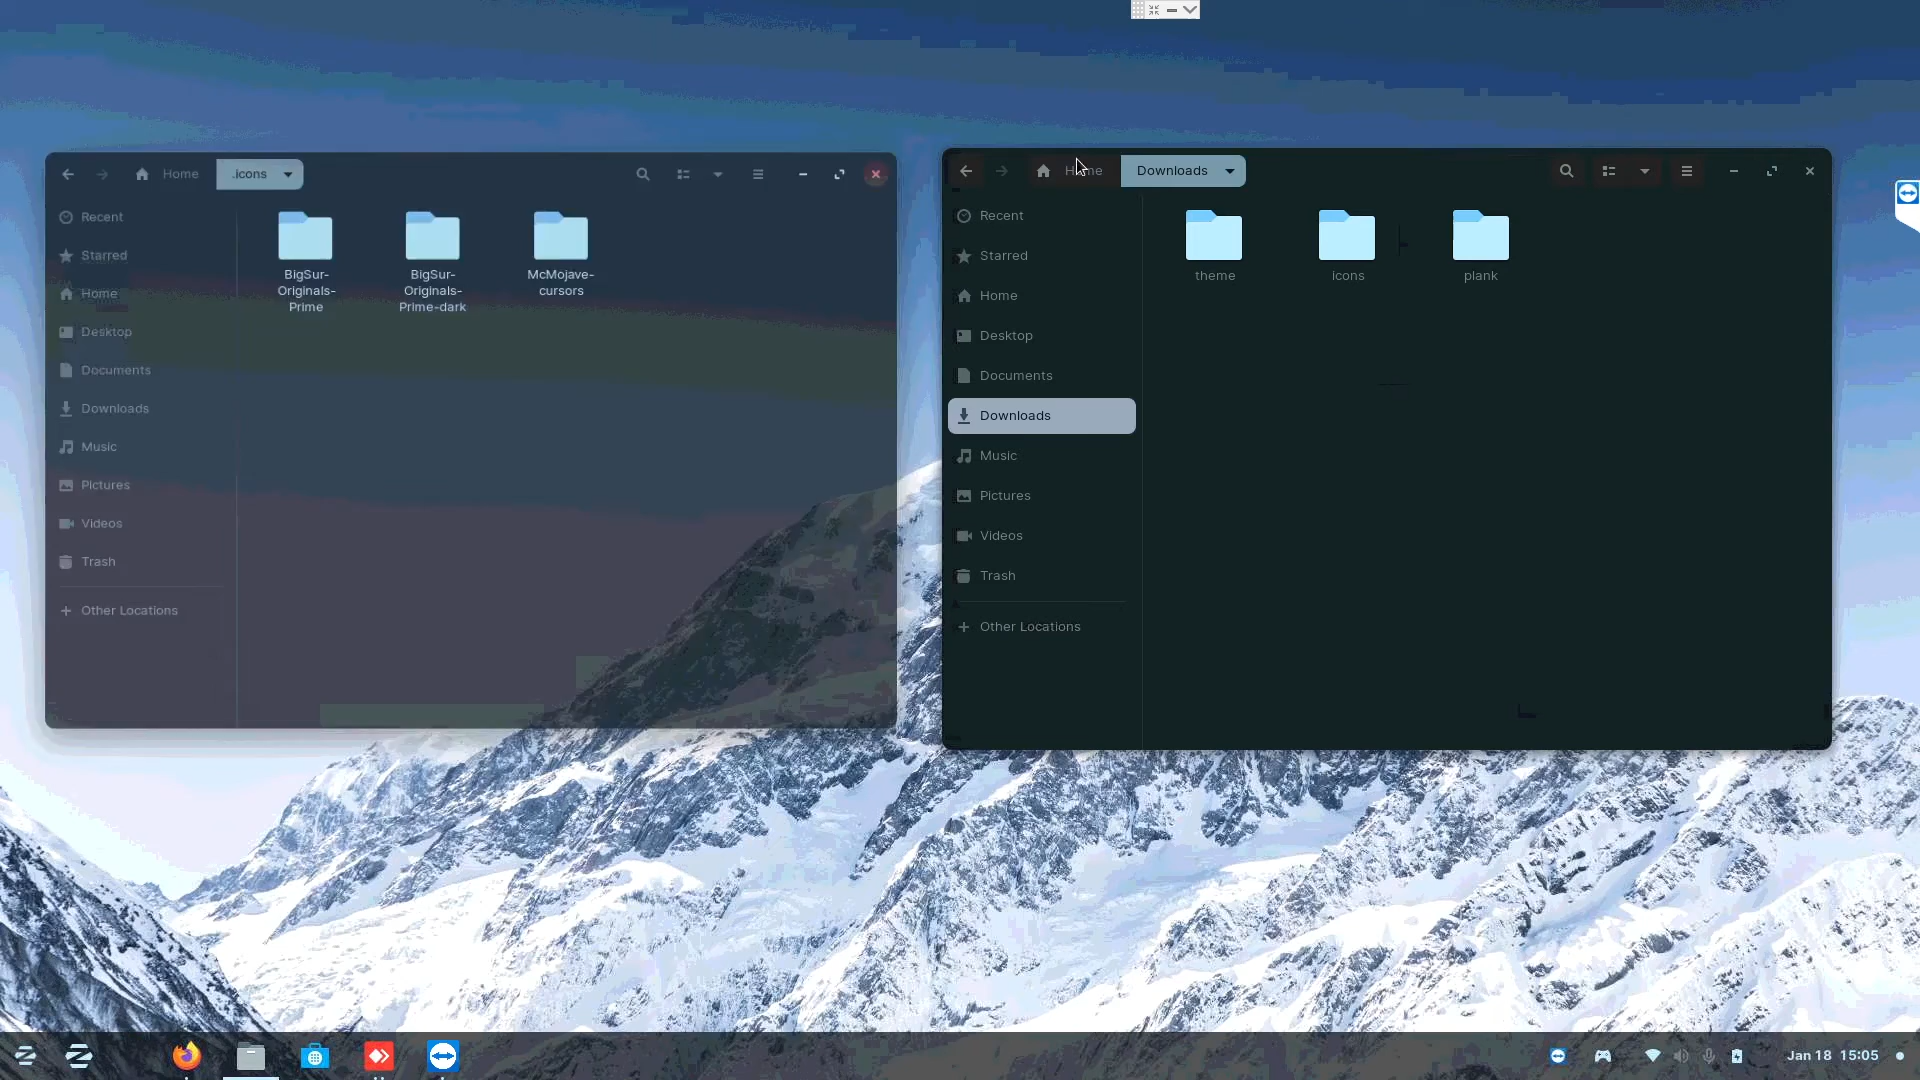 Home
.icons
Recent
Starred
Home
Desktop
Documents
Downloads
Music
Pictures
Videos
Trash
Other Locations
BigSur-
Originals-
Prime
BigSur-
Originals-
Prime-dark
McMojave-
cursors
Home
Downloads
Recent
Starred
Home
Desktop
Documents
Downloads
Music
Pictures
Videos
Trash
Other Locations
theme
icons
plank
Jan 18 15:05